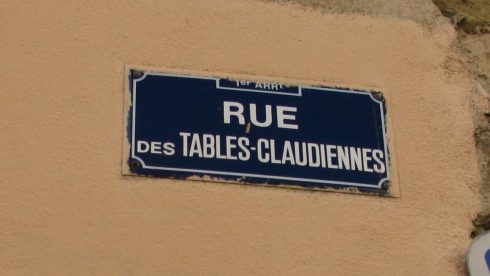 1er ARRT
RUE
DES TABLES-CLAUDIENNES